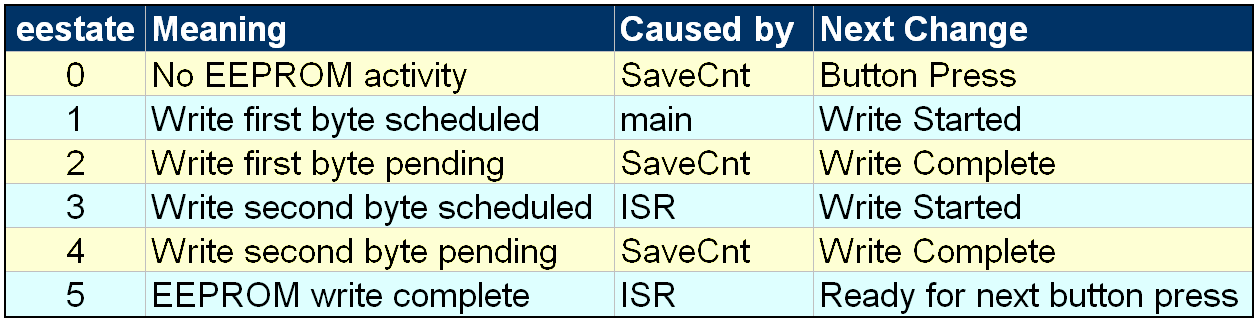 eestate Meaning Caused by Next Change
0 No EEPROM activity SaveCnt Button Press
1 Write first byte scheduled main Write Started
2 Write first byte pending SaveCnt Write Complete
3 Write second byte scheduled ISR Write Started
4 Write second byte pending SaveCnt Write Complete
5 EEPROM write complete ISR Ready for next button press